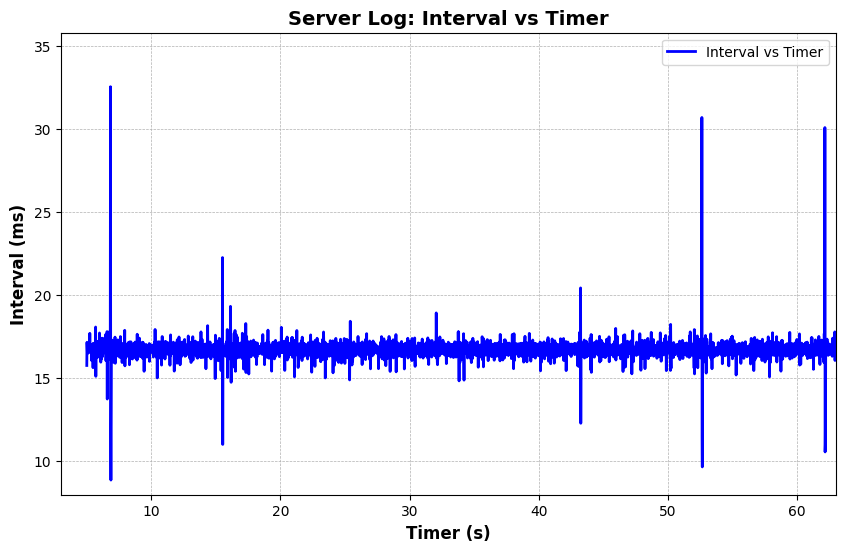 Server Log: Interval vs Timer
Interval vs Timer
35
30
25
20
15
10
Interval (ms)
10 20 30 40 50 60
Timer (s)